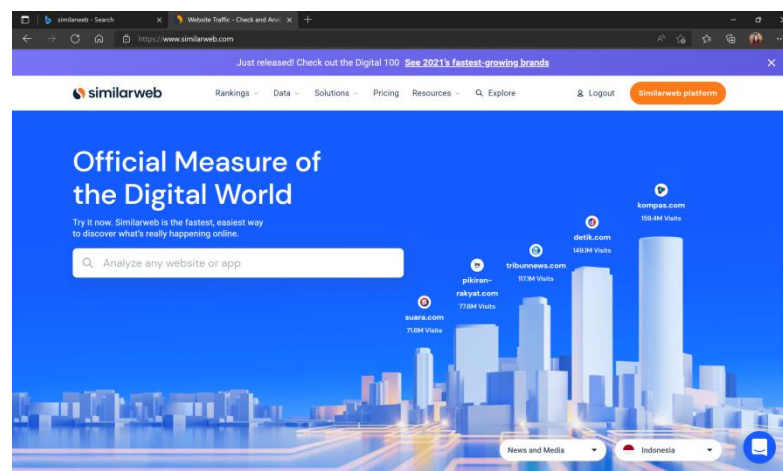 similarweb - Search
Website Traffic - Check and Anal
https://www.similarweb.com
Just released! Check out the Digital 100 See 2021's fastest-growing brands
similarweb
Rankings Data Solutions Pricing Resources Explore Logout Similarweb platform
Official Measure of
the Digital World
Try it now. Similarweb is the fastest, easiest way
to discover what's really happening online.
Analyze any website or app
kompas.com
159.4M Visits
detik.com
149.1M Visits
tribunnews.com
117.1M Visits
pikiran-
rakyat.com
77.6M Visits
suara.com
71.6M Visits
News and Media
Indonesia